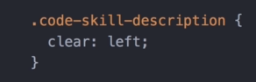 .code-skill-description {
  clear: left;
}